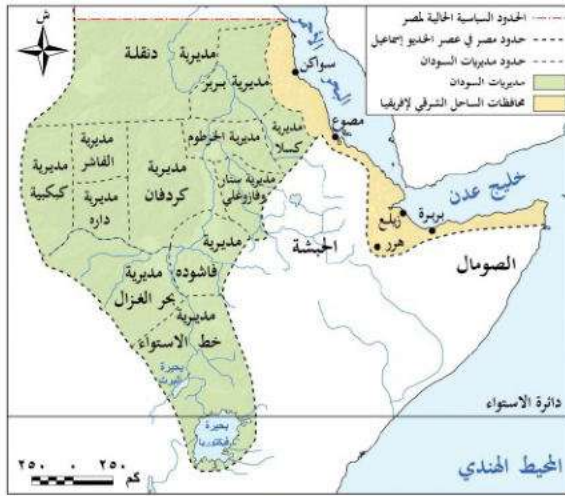 الحدود السياسية الحالية لمصر
حدود مصر في عصر الخديو إسماعيل
حدود مديريات السودان
مديريات السودان
محافظات الساحل الشرقي لإفريقيا
ش
مديرية
دنقلة
مديرية بربر
سواكن
البحر الأحمر
مصوع
مديرية
كسلا
مديرية الخرطوم
مديرية
الفاشر
مديرية
كبكبية
مديرية
كردفان
مديرية
داره
مديرية سنار
وفازوغلي
مديرية
فاشوده
مديرية
بحر الغزال
مديرية
خط الاستواء
الحبشة
خليج عدن
زيلع
بربرة
هرر
الصومال
بحيرة
ألبرت
بحيرة
فيكتوريا
دائرة الاستواء
المحيط الهندي
٢٥٠ ٠ ٢٥٠
كم